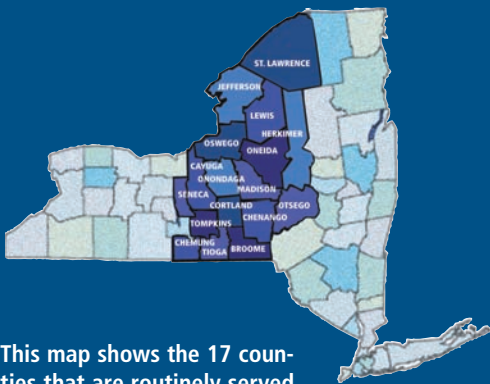 ST. LAWRENCE
JEFFERSON
LEWIS
HERKIMER
OSWEGO
ONEIDA
CAYUGA
ONONDAGA
MADISON
SENECA
CORTLAND
OTSEGO
CHENANGO
TOMPKINS
CHEMUNG
TIOGA
BROOME
This map shows the 17 coun-
ties that are routinely served